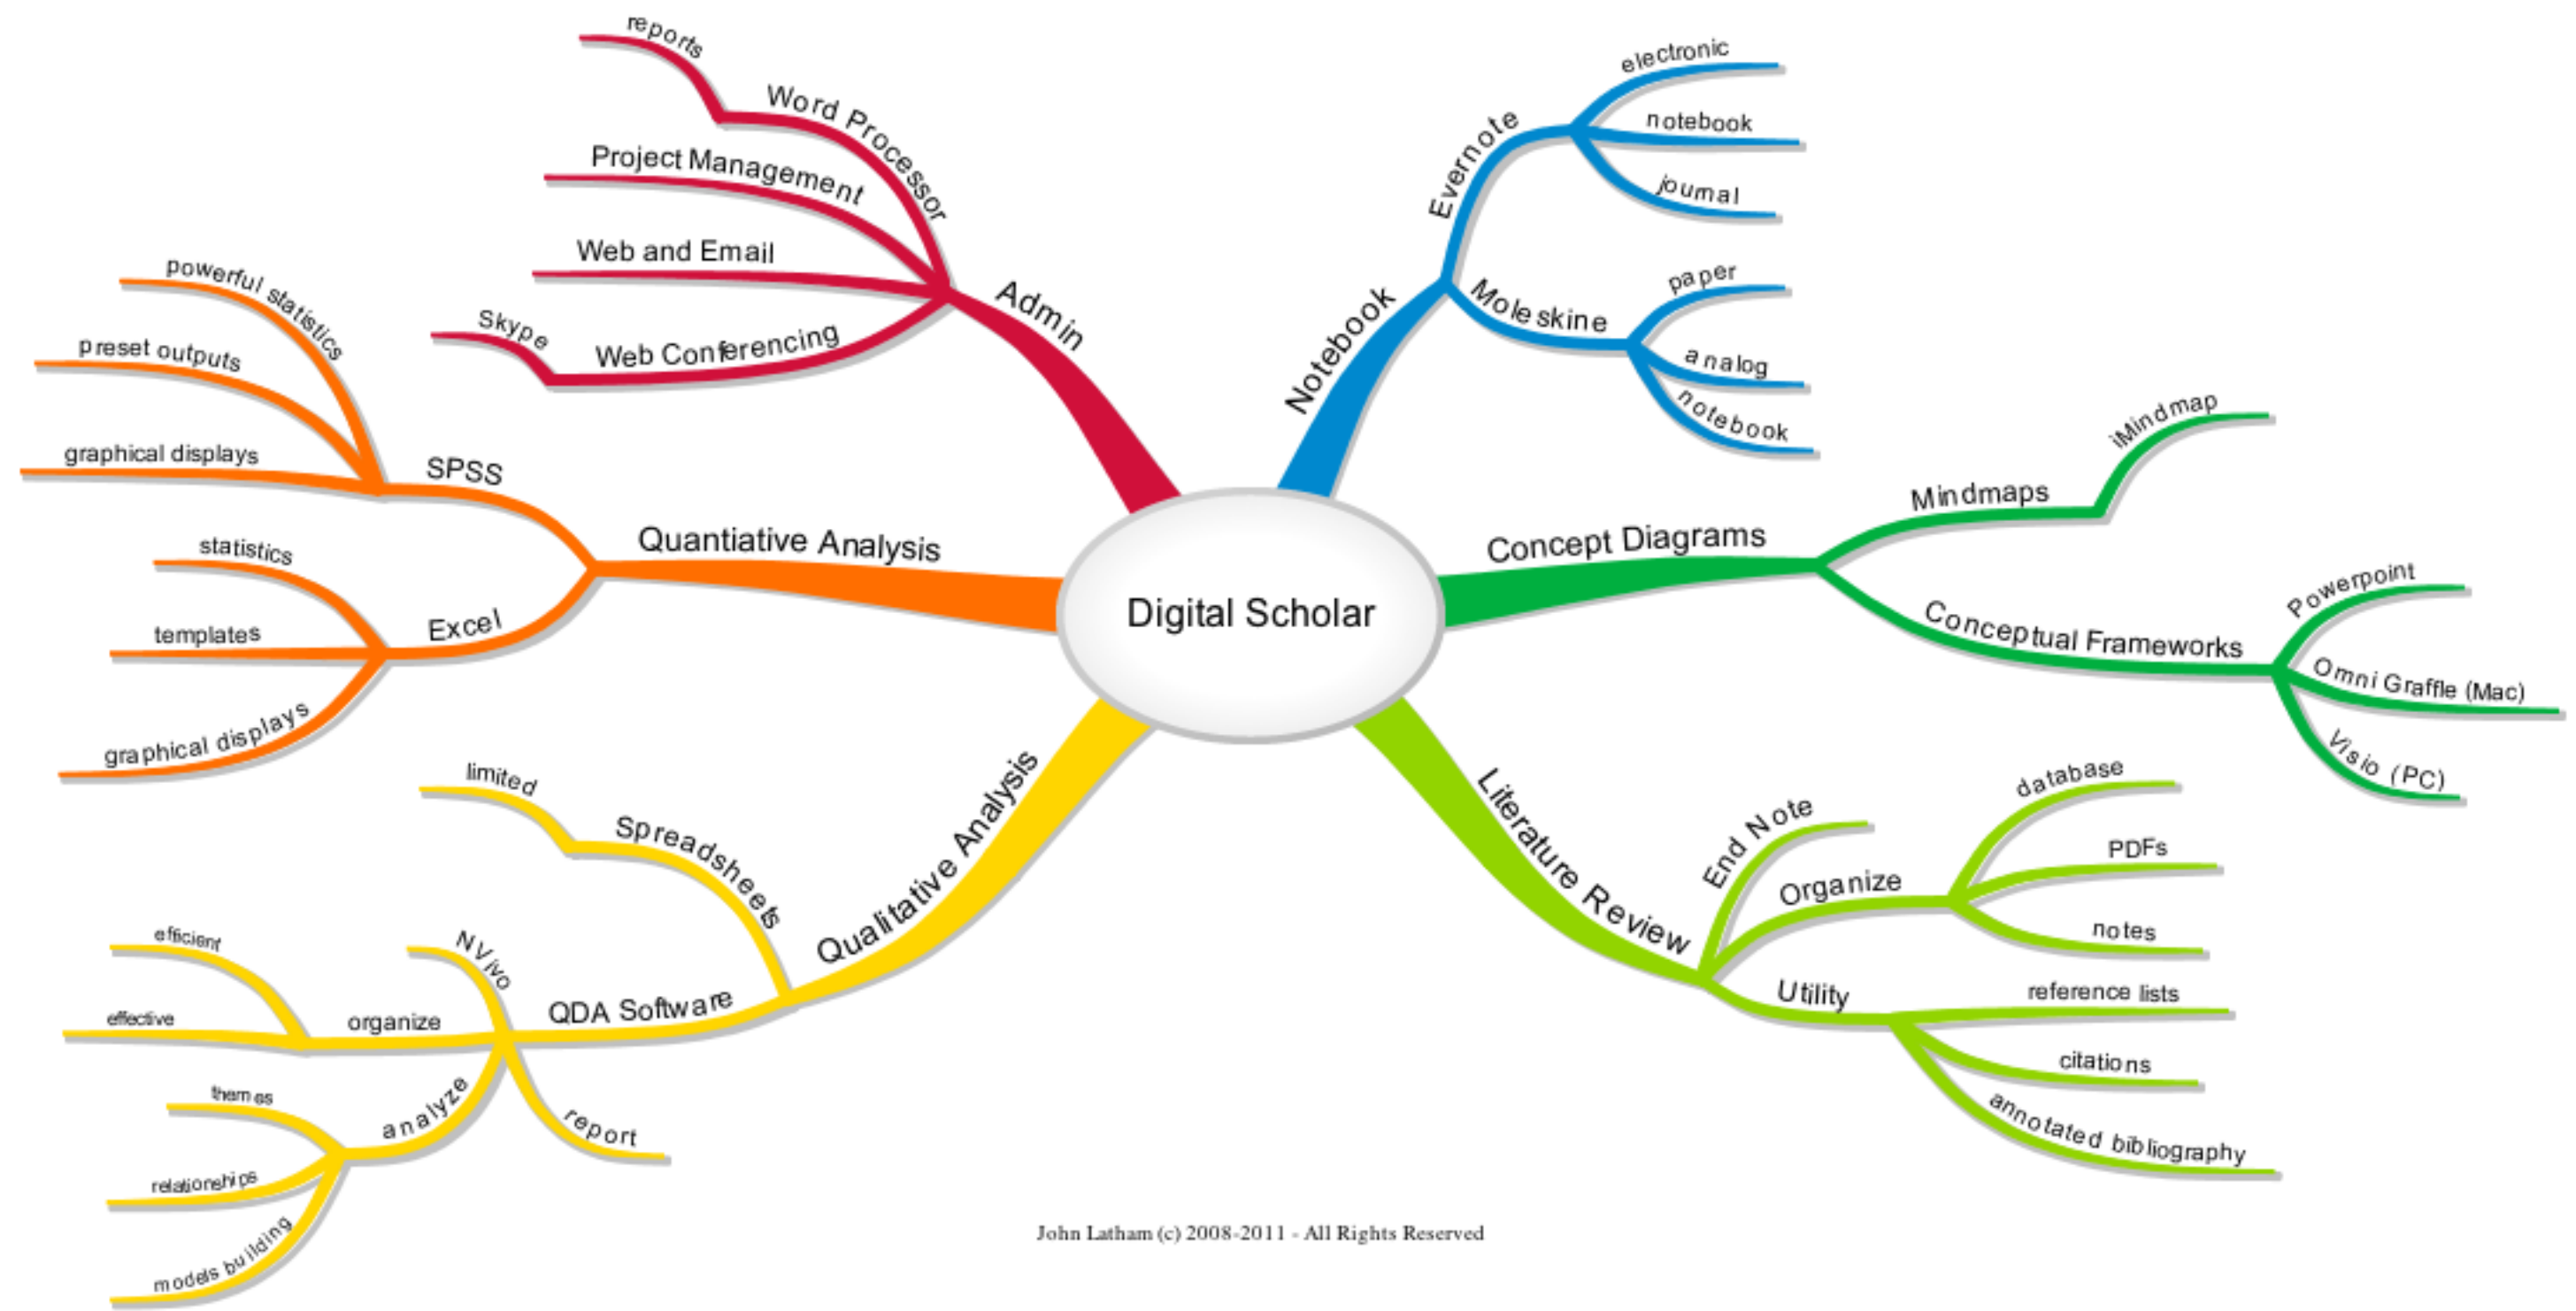 Digital Scholar
Notebook
Evernote
electronic
notebook
journal
Moleskine
paper
analog
notebook
Concept Diagrams
Mindmaps
iMindmap
Conceptual Frameworks
Powerpoint
Omni Graffle (Mac)
Visio (PC)
Literature Review
End Note
Organize
database
PDFs
notes
Utility
reference lists
citations
annotated bibliography
Admin
Word Processor
reports
Project Management
Web and Email
Web Conferencing
Skype
Quantiative Analysis
SPSS
powerful statistics
preset outputs
graphical displays
Excel
statistics
templates
graphical displays
Qualitative Analysis
Spreadsheets
limited
QDA Software
NVivo
organize
efficient
effective
analyze
themes
relationships
models building
report
John Latham (c) 2008-2011 - All Rights Reserved